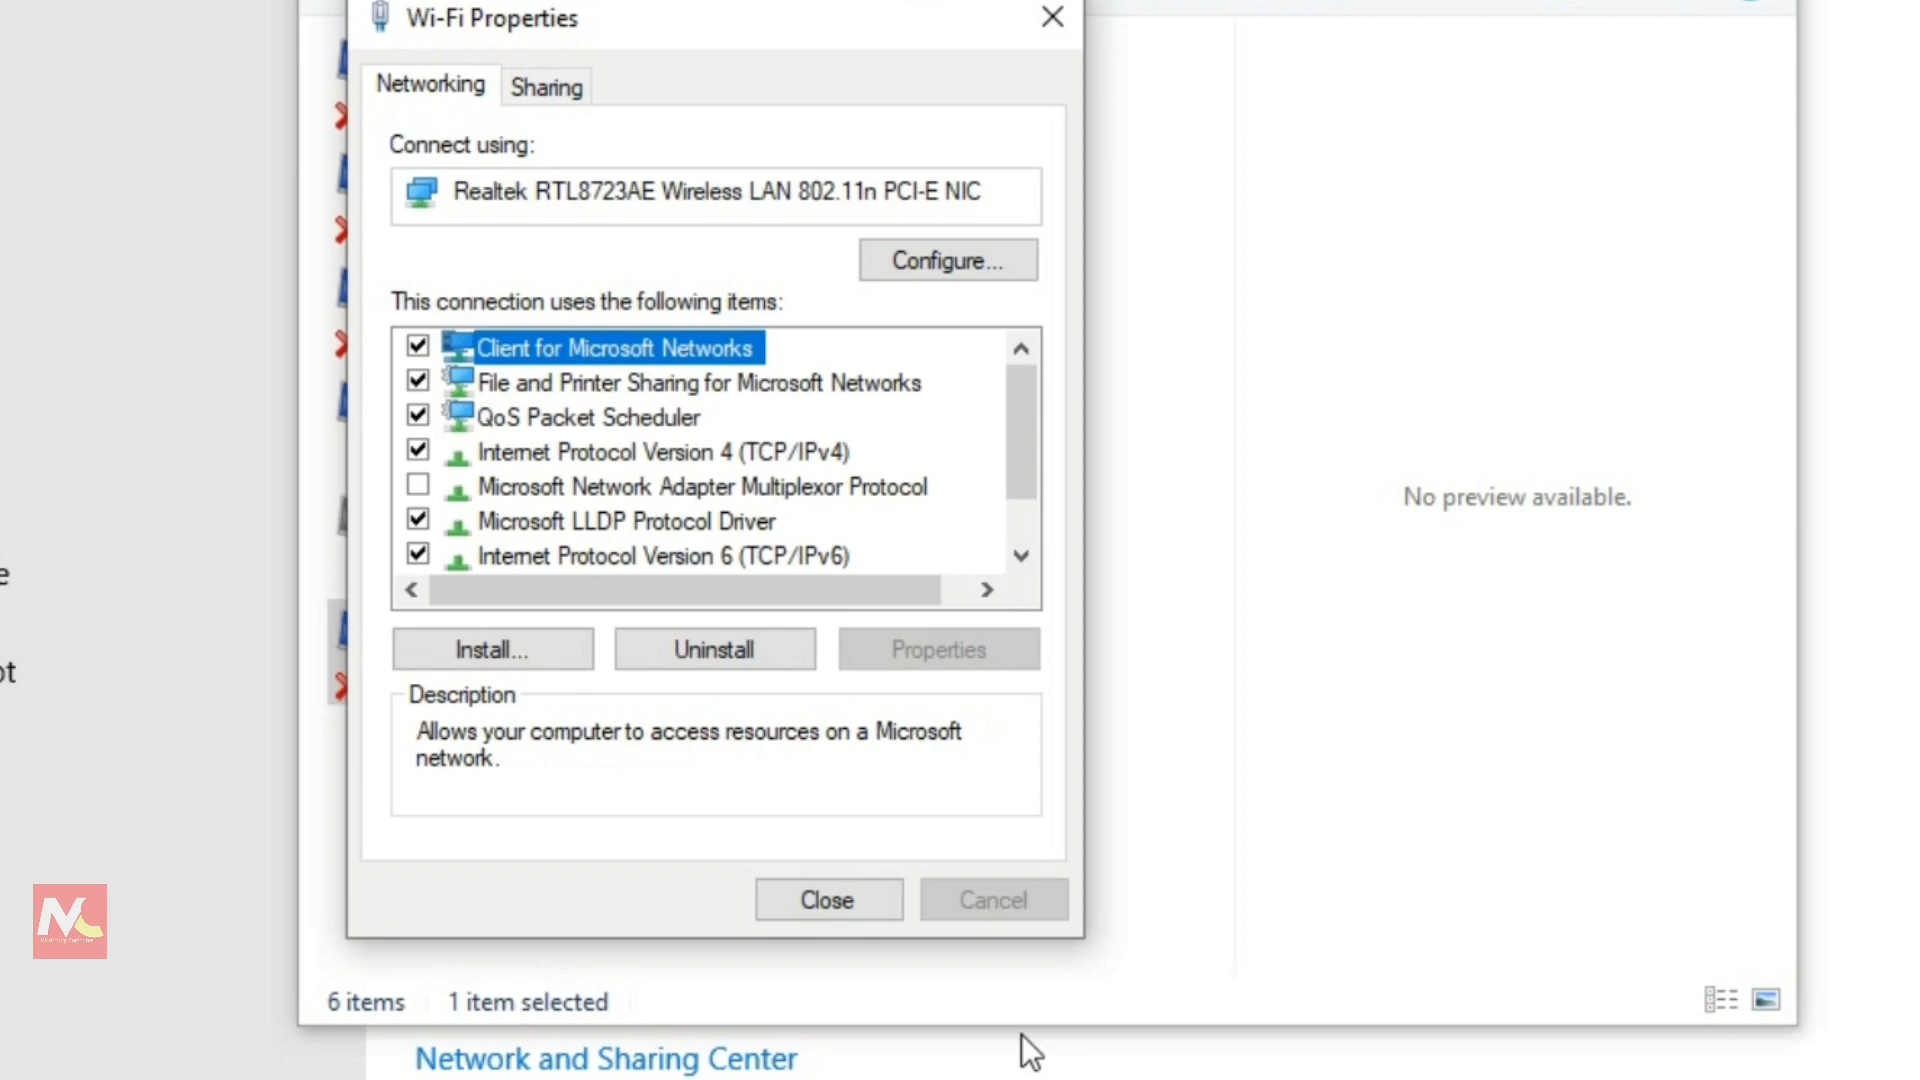 Wi-Fi Properties
Networking
Sharing
Connect using:
Realtek RTL8723AE Wireless LAN 802.11n PCI-E NIC
Configure...
This connection uses the following items:
Client for Microsoft Networks
File and Printer Sharing for Microsoft Networks
QoS Packet Scheduler
Internet Protocol Version 4 (TCP/IPv4)
Microsoft Network Adapter Multiplexor Protocol
Microsoft LLDP Protocol Driver
Internet Protocol Version 6 (TCP/IPv6)
Install...
Uninstall
Properties
Description
Allows your computer to access resources on a Microsoft
network.
Close
Cancel
No preview available.
e
ot
MC
6 items
1 item selected
Network and Sharing Center